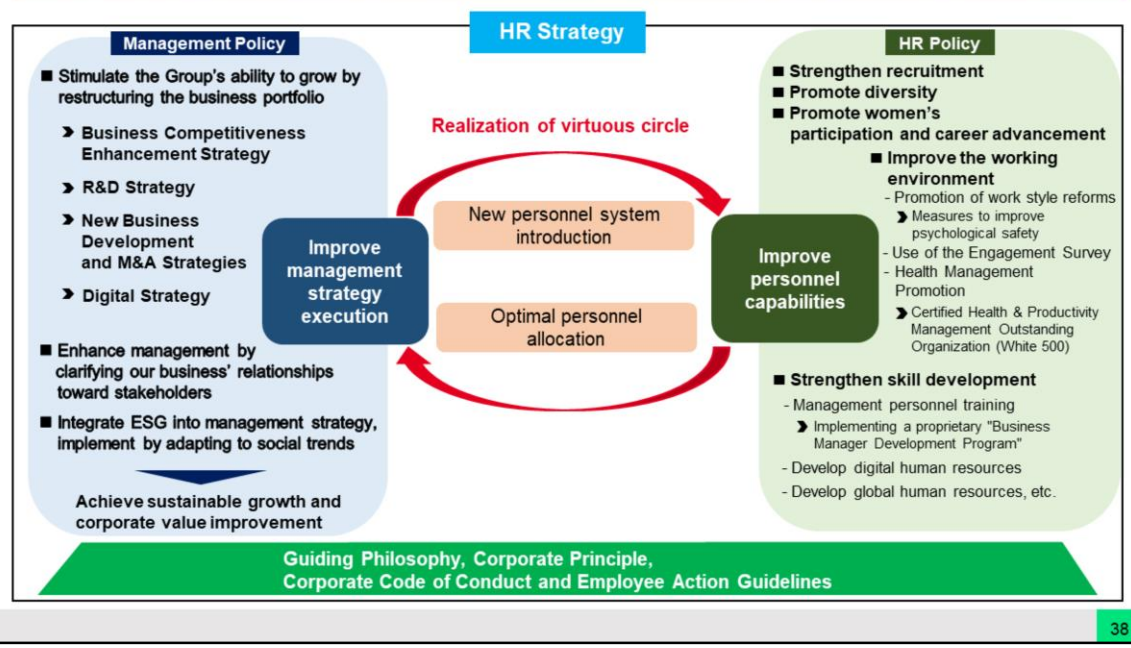 HR Strategy
Management Policy
■ Stimulate the Group's ability to grow by
restructuring the business portfolio
❯ Business Competitiveness
Enhancement Strategy
❯ R&D Strategy
❯ New Business
Development
and M&A Strategies
❯ Digital Strategy
■ Enhance management by
clarifying our business' relationships
toward stakeholders
■ Integrate ESG into management strategy,
implement by adapting to social trends
Achieve sustainable growth and
corporate value improvement
Improve
management
strategy
execution
Realization of virtuous circle
New personnel system
introduction
Optimal personnel
allocation
Improve
personnel
capabilities
HR Policy
■ Strengthen recruitment
■ Promote diversity
■ Promote women's
participation and career advancement
■ Improve the working
environment
- Promotion of work style reforms
❯ Measures to improve
psychological safety
- Use of the Engagement Survey
- Health Management
Promotion
❯ Certified Health & Productivity
Management Outstanding
Organization (White 500)
■ Strengthen skill development
- Management personnel training
❯ Implementing a proprietary "Business
Manager Development Program"
- Develop digital human resources
- Develop global human resources, etc.
Guiding Philosophy, Corporate Principle,
Corporate Code of Conduct and Employee Action Guidelines
38